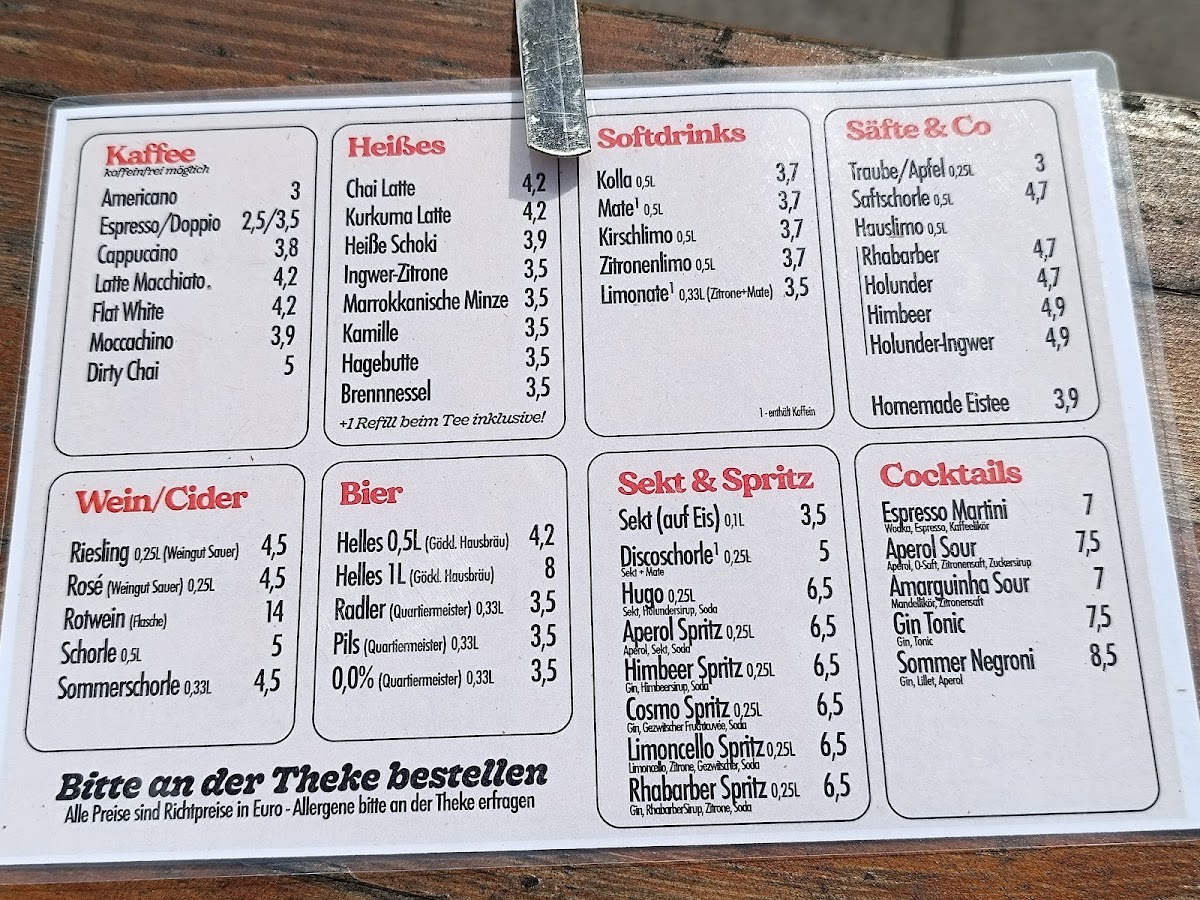 Kaffee
koffeinfrei möglich
Americano 3
Espresso/Doppio 2,5/3,5
Cappucino 3,8
Latte Macchiato. 4,2
Flat White 4,2
Moccachino 3,9
Dirty Chai 5
Heißes
Chai Latte 4,2
Kurkuma Latte 4,2
Heiße Schoki 3,9
Ingwer-Zitrone 3,5
Marrokkanische Minze 3,5
Kamille 3,5
Hagebutte 3,5
Brennnessel 3,5
+1 Refill beim Tee inklusive!
Softdrinks
Kolla 0,5L 3,7
Mate¹ 0,5L 3,7
Kirschlimo 0,5L 3,7
Zitronenlimo 0,5L 3,7
Limonate¹ 0,33L (Zitrone+Mate) 3,5
1 - enthält Koffein
Säfte & Co
Traube/Apfel 0,25L 3
Saftschorle 0,5L 4,7
Hauslimo 0,5L
Rhabarber 4,7
Holunder 4,7
Himbeer 4,9
Holunder-Ingwer 4,9
Homemade Eistee 3,9
Wein/Cider
Riesling 0,25L (Weingut Sauer) 4,5
Rosé (Weingut Sauer) 0,25L 4,5
Rotwein (Flasche) 14
Schorle 0,5L 5
Sommerschorle 0,33L 4,5
Bier
Helles 0,5L (Göckl. Hausbräu) 4,2
Helles 1L (Göckl. Hausbräu) 8
Radler (Quartiermeister) 0,33L 3,5
Pils (Quartiermeister) 0,33L 3,5
0,0% (Quartiermeister) 0,33L 3,5
Sekt & Spritz
Sekt (auf Eis) 0,1L 3,5
Discoschorle¹ 0,25L 5
Sekt + Mate
Hugo 0,25L 6,5
Sekt, Holundersirup, Soda
Aperol Spritz 0,25L 6,5
Aperol, Sekt, Soda
Himbeer Spritz 0,25L 6,5
Gin, Himbeersirup, Soda
Cosmo Spritz 0,25L 6,5
Gin, Gezwitscher Fruchtcuvée, Soda
Limoncello Spritz 0,25L 6,5
Limoncello, Zitrone, Gezwitscher, Soda
Rhabarber Spritz 0,25L 6,5
Gin, RhabarberSirup, Zitrone, Soda
Cocktails
Espresso Martini 7
Wodka, Espresso, Kaffeelikör
Aperol Sour 7,5
Aperol, O-Saft, Zitronensaft, Zuckersirup
Amarguinha Sour 7
Mandellikör, Zitronensaft
Gin Tonic 7,5
Gin, Tonic
Sommer Negroni 8,5
Gin, Lillet, Aperol
Bitte an der Theke bestellen
Alle Preise sind Richtpreise in Euro - Allergene bitte an der Theke erfragen